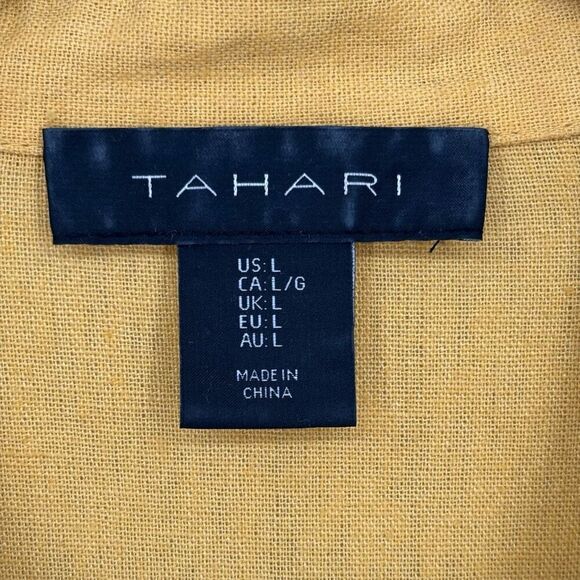 TAHARI
US: L
CA: L/G
UK: L
EU: L
AU: L
MADE IN
CHINA